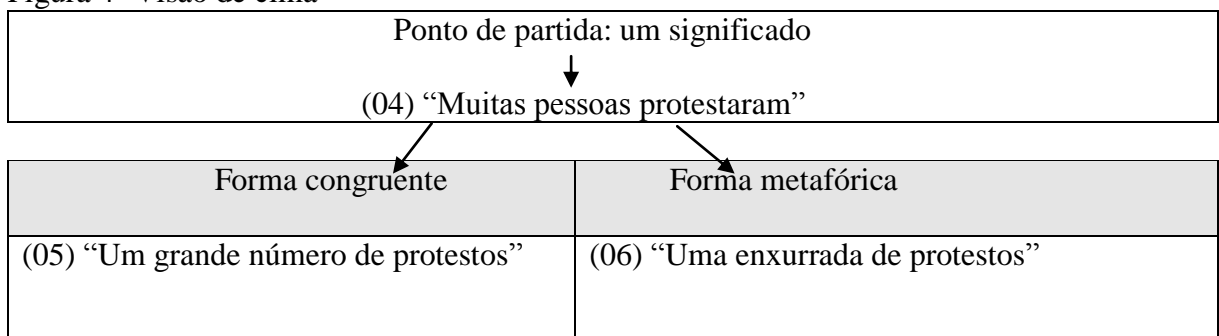 Figura 4- Visão de cima
Ponto de partida: um significado
(04) “Muitas pessoas protestaram”
Forma congruente
Forma metafórica
(05) “Um grande número de protestos”
(06) “Uma enxurrada de protestos”